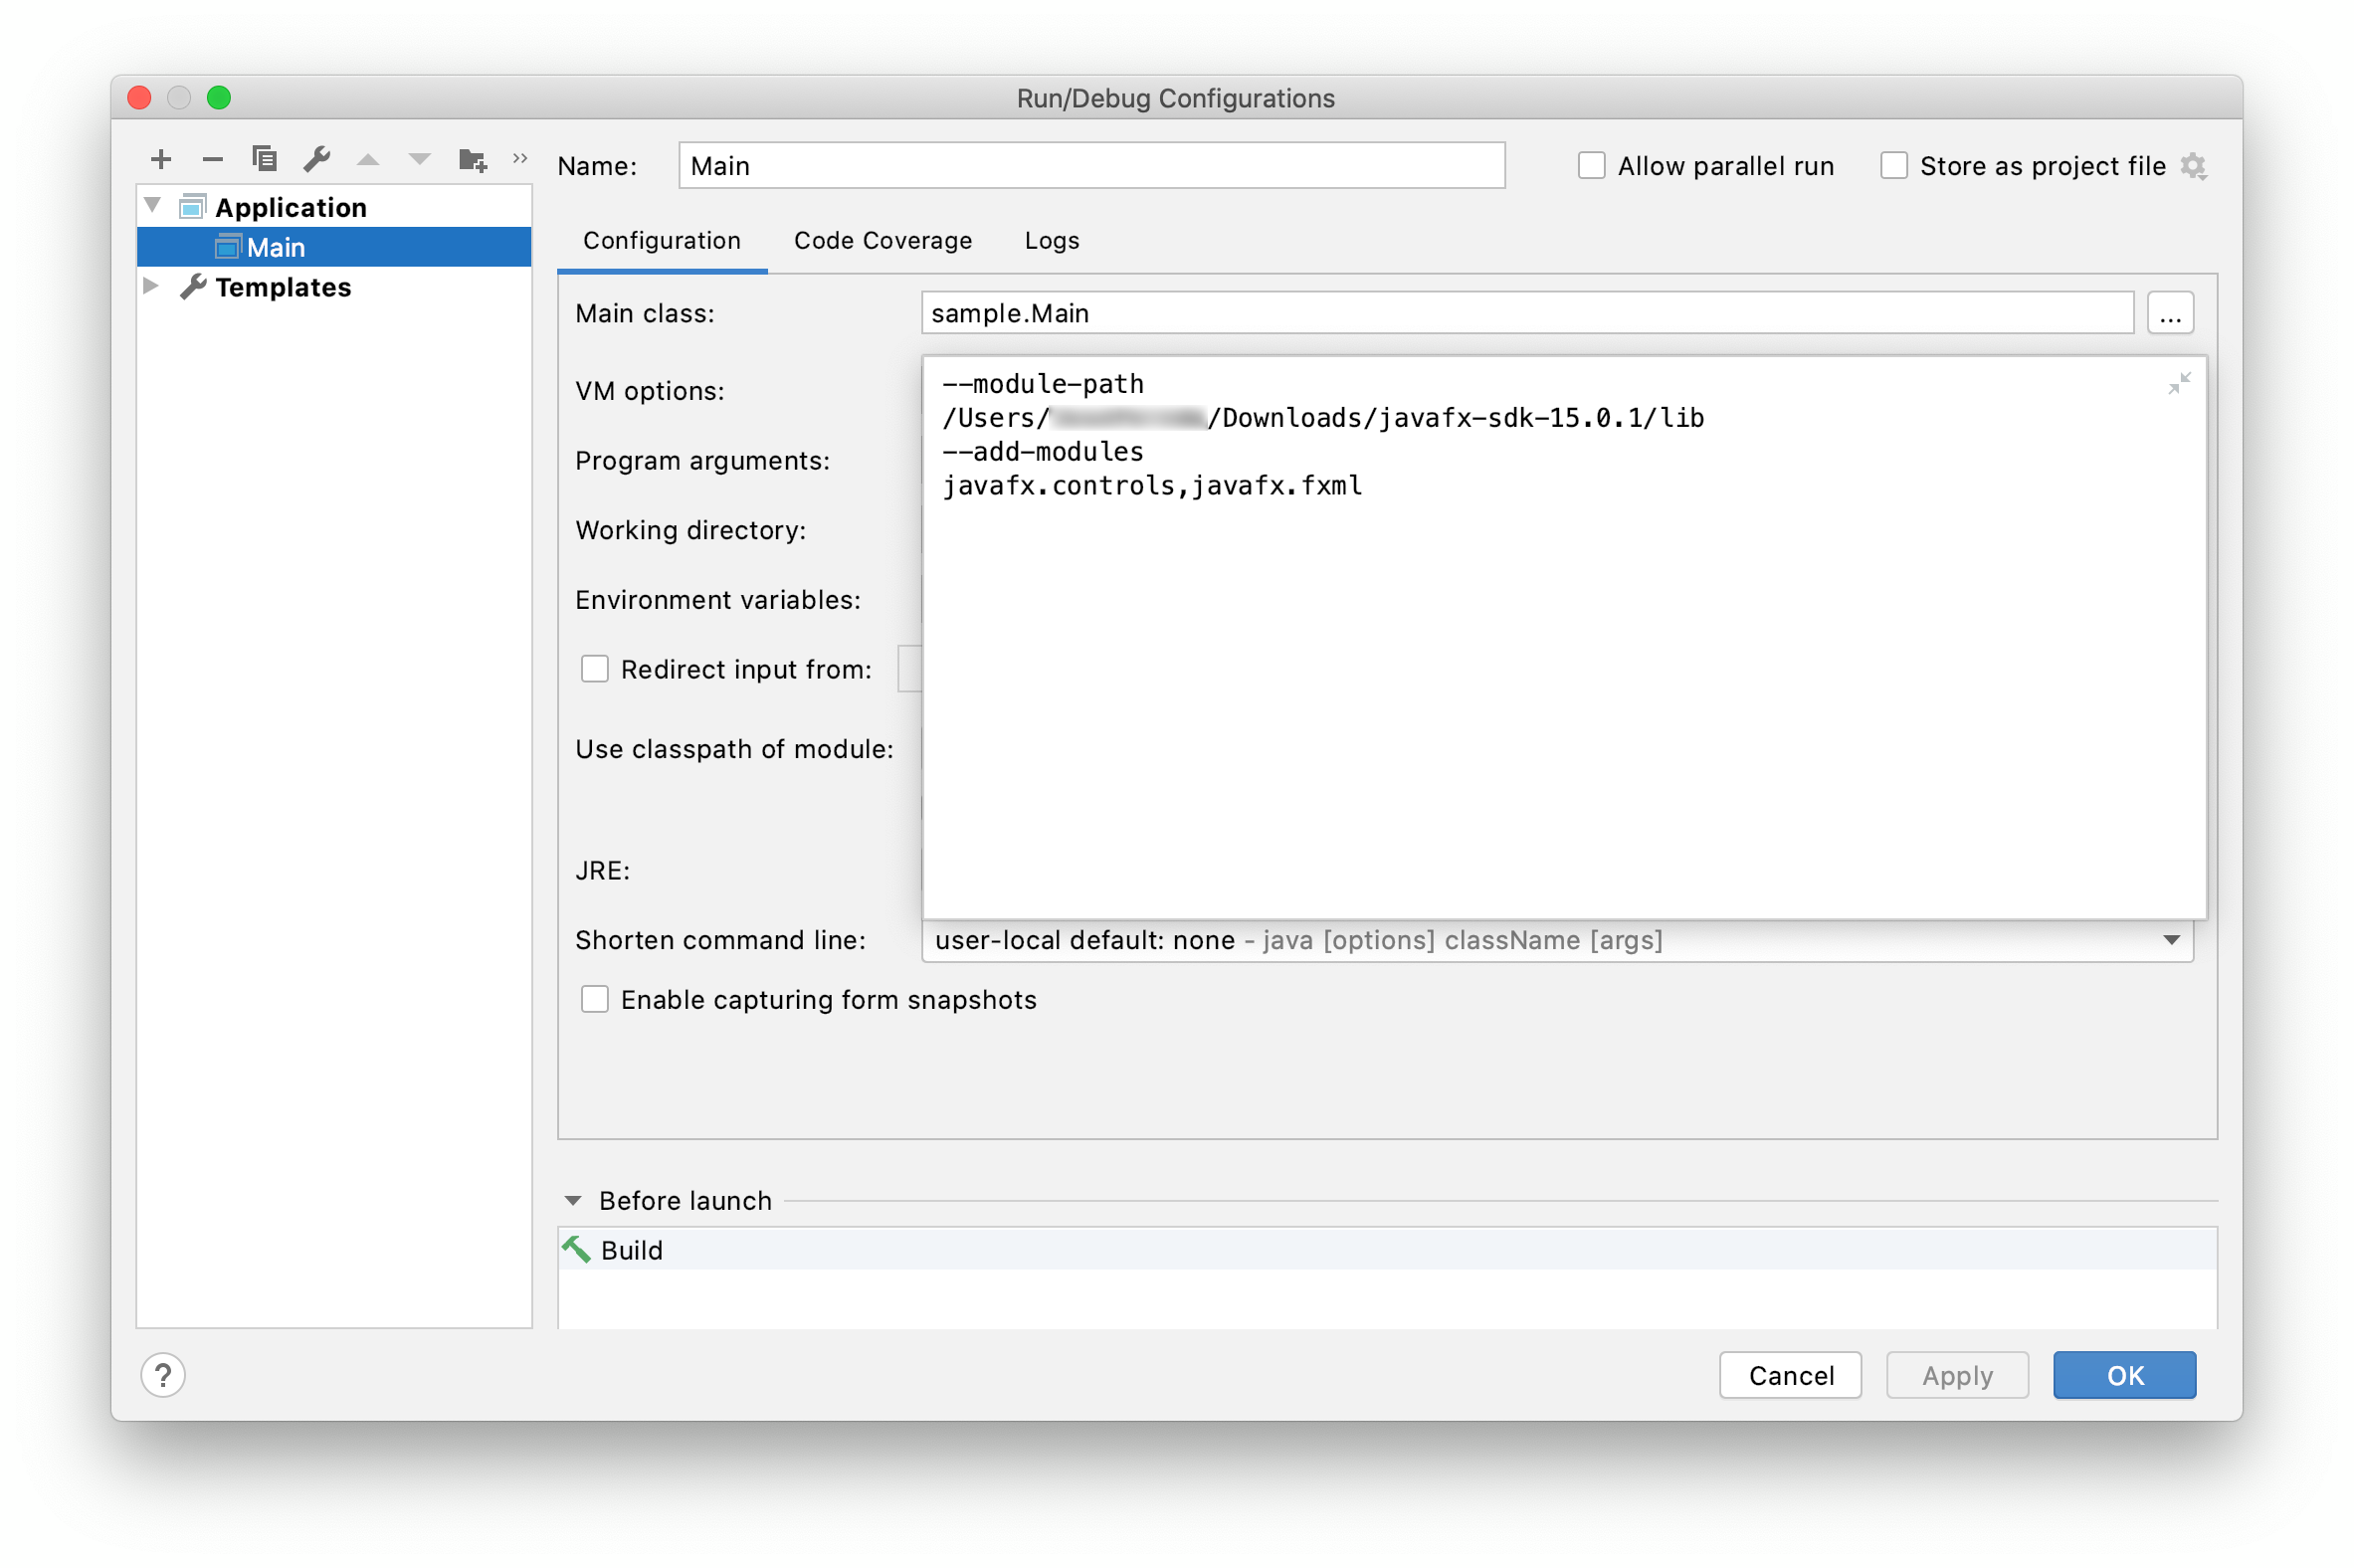 Run/Debug Configurations
Name: Main Allow parallel run Store as project file
Application
Main
Templates
Configuration Code Coverage Logs
Main class: sample.Main ...
VM options:
--module-path
/Users/ /Downloads/javafx-sdk-15.0.1/lib
--add-modules
javafx.controls,javafx.fxml
Program arguments:
Working directory:
Environment variables:
Redirect input from:
Use classpath of module:
JRE:
Shorten command line: user-local default: none - java [options] className [args]
Enable capturing form snapshots
Before launch
Build
? Cancel Apply OK